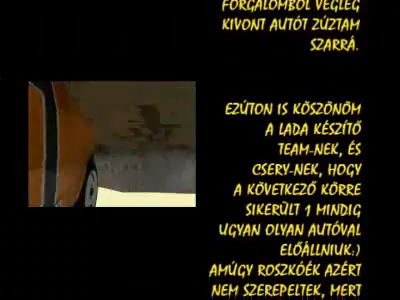 FORGALOMBÓL VÉGLEG
KIVONT AUTÓT ZÚZTAM
SZARRÁ.
EZÚTON IS KÖSZÖNÖM
A LADA KÉSZÍTŐ
TEAM-NEK, ÉS
CSERY-NEK, HOGY
A KÖVETKEZŐ KÖRRE
SIKERÜLT 1 MINDIG
UGYAN OLYAN AUTÓVAL
ELŐÁLLNIUK:)
AMÚGY ROSZKÓÉK AZÉRT
NEM SZEREPELTEK, MERT